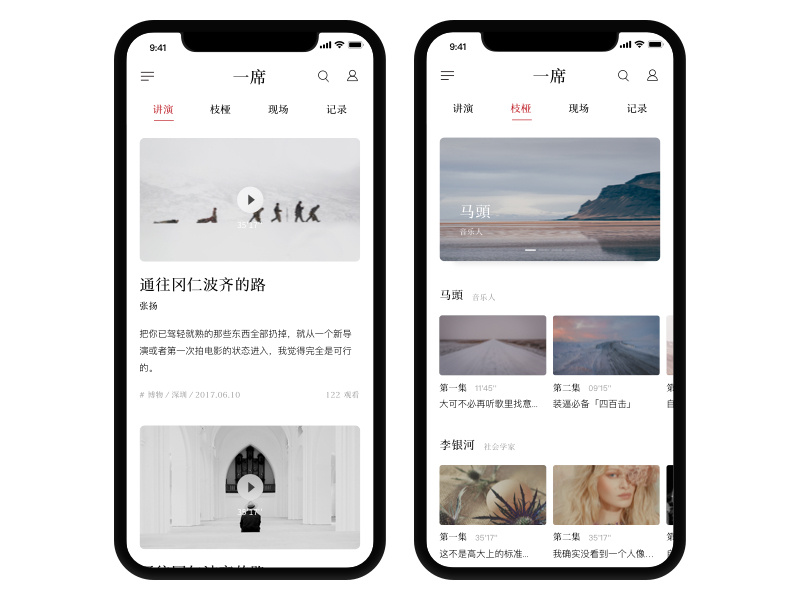 9:41
一席
讲演 枝桠 现场 记录
35'17"
通往冈仁波齐的路
张扬
把你已驾轻就熟的那些东西全部扔掉，就从一个新导
演或者第一次拍电影的状态进入，我觉得完全是可行
的。
# 博物 / 深圳 / 2017.06.10 122 观看
35'17"
9:41
一席
讲演 枝桠 现场 记录
马頭
音乐人
马頭 音乐人
第一集 11'45" 第二集 09'15"
大可不必再听歌里找意... 装逼必备「四百击」
李银河 社会学家
第一集 35'17" 第二集 35'17"
这不是高大上的标准... 我确实没看到一个人像...